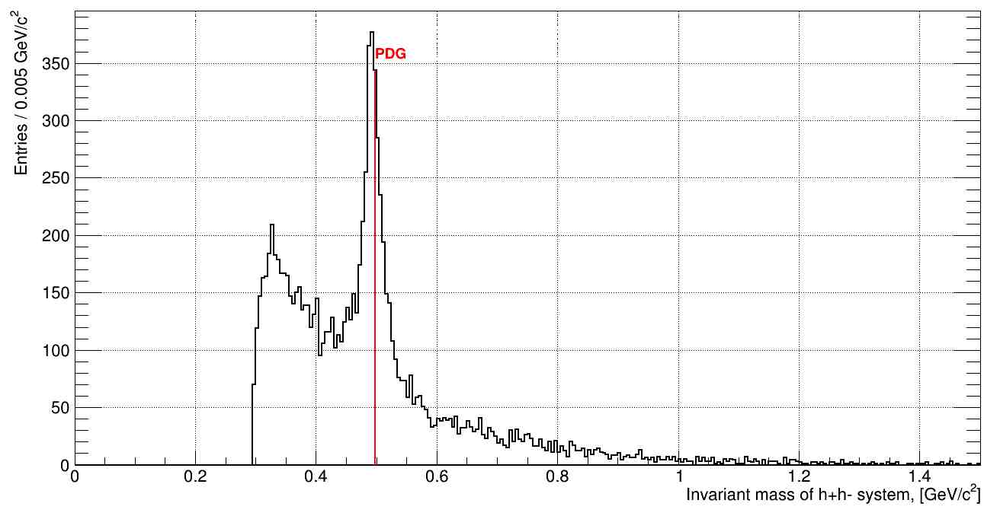 Entries / 0.005 GeV/c²
PDG
350
300
250
200
150
100
50
0
0 0.2 0.4 0.6 0.8 1 1.2 1.4
Invariant mass of h+h- system, [GeV/c²]